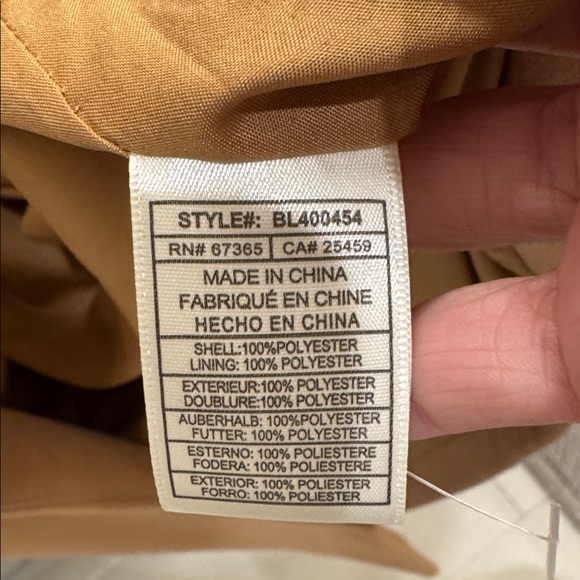 STYLE#: BL400454
RN# 67365 CA# 25459
MADE IN CHINA
FABRIQUÉ EN CHINE
HECHO EN CHINA
SHELL:100%POLYESTER
LINING: 100% POLYESTER
EXTERIEUR:100% POLYESTER
DOUBLURE:100% POLYESTER
AUBERHALB: 100% POLYESTER
FUTTER: 100% POLYESTER
ESTERNO: 100% POLIESTERE
FODERA: 100% POLIESTERE
EXTERIOR: 100% POLIESTER
FORRO: 100% POLIESTER